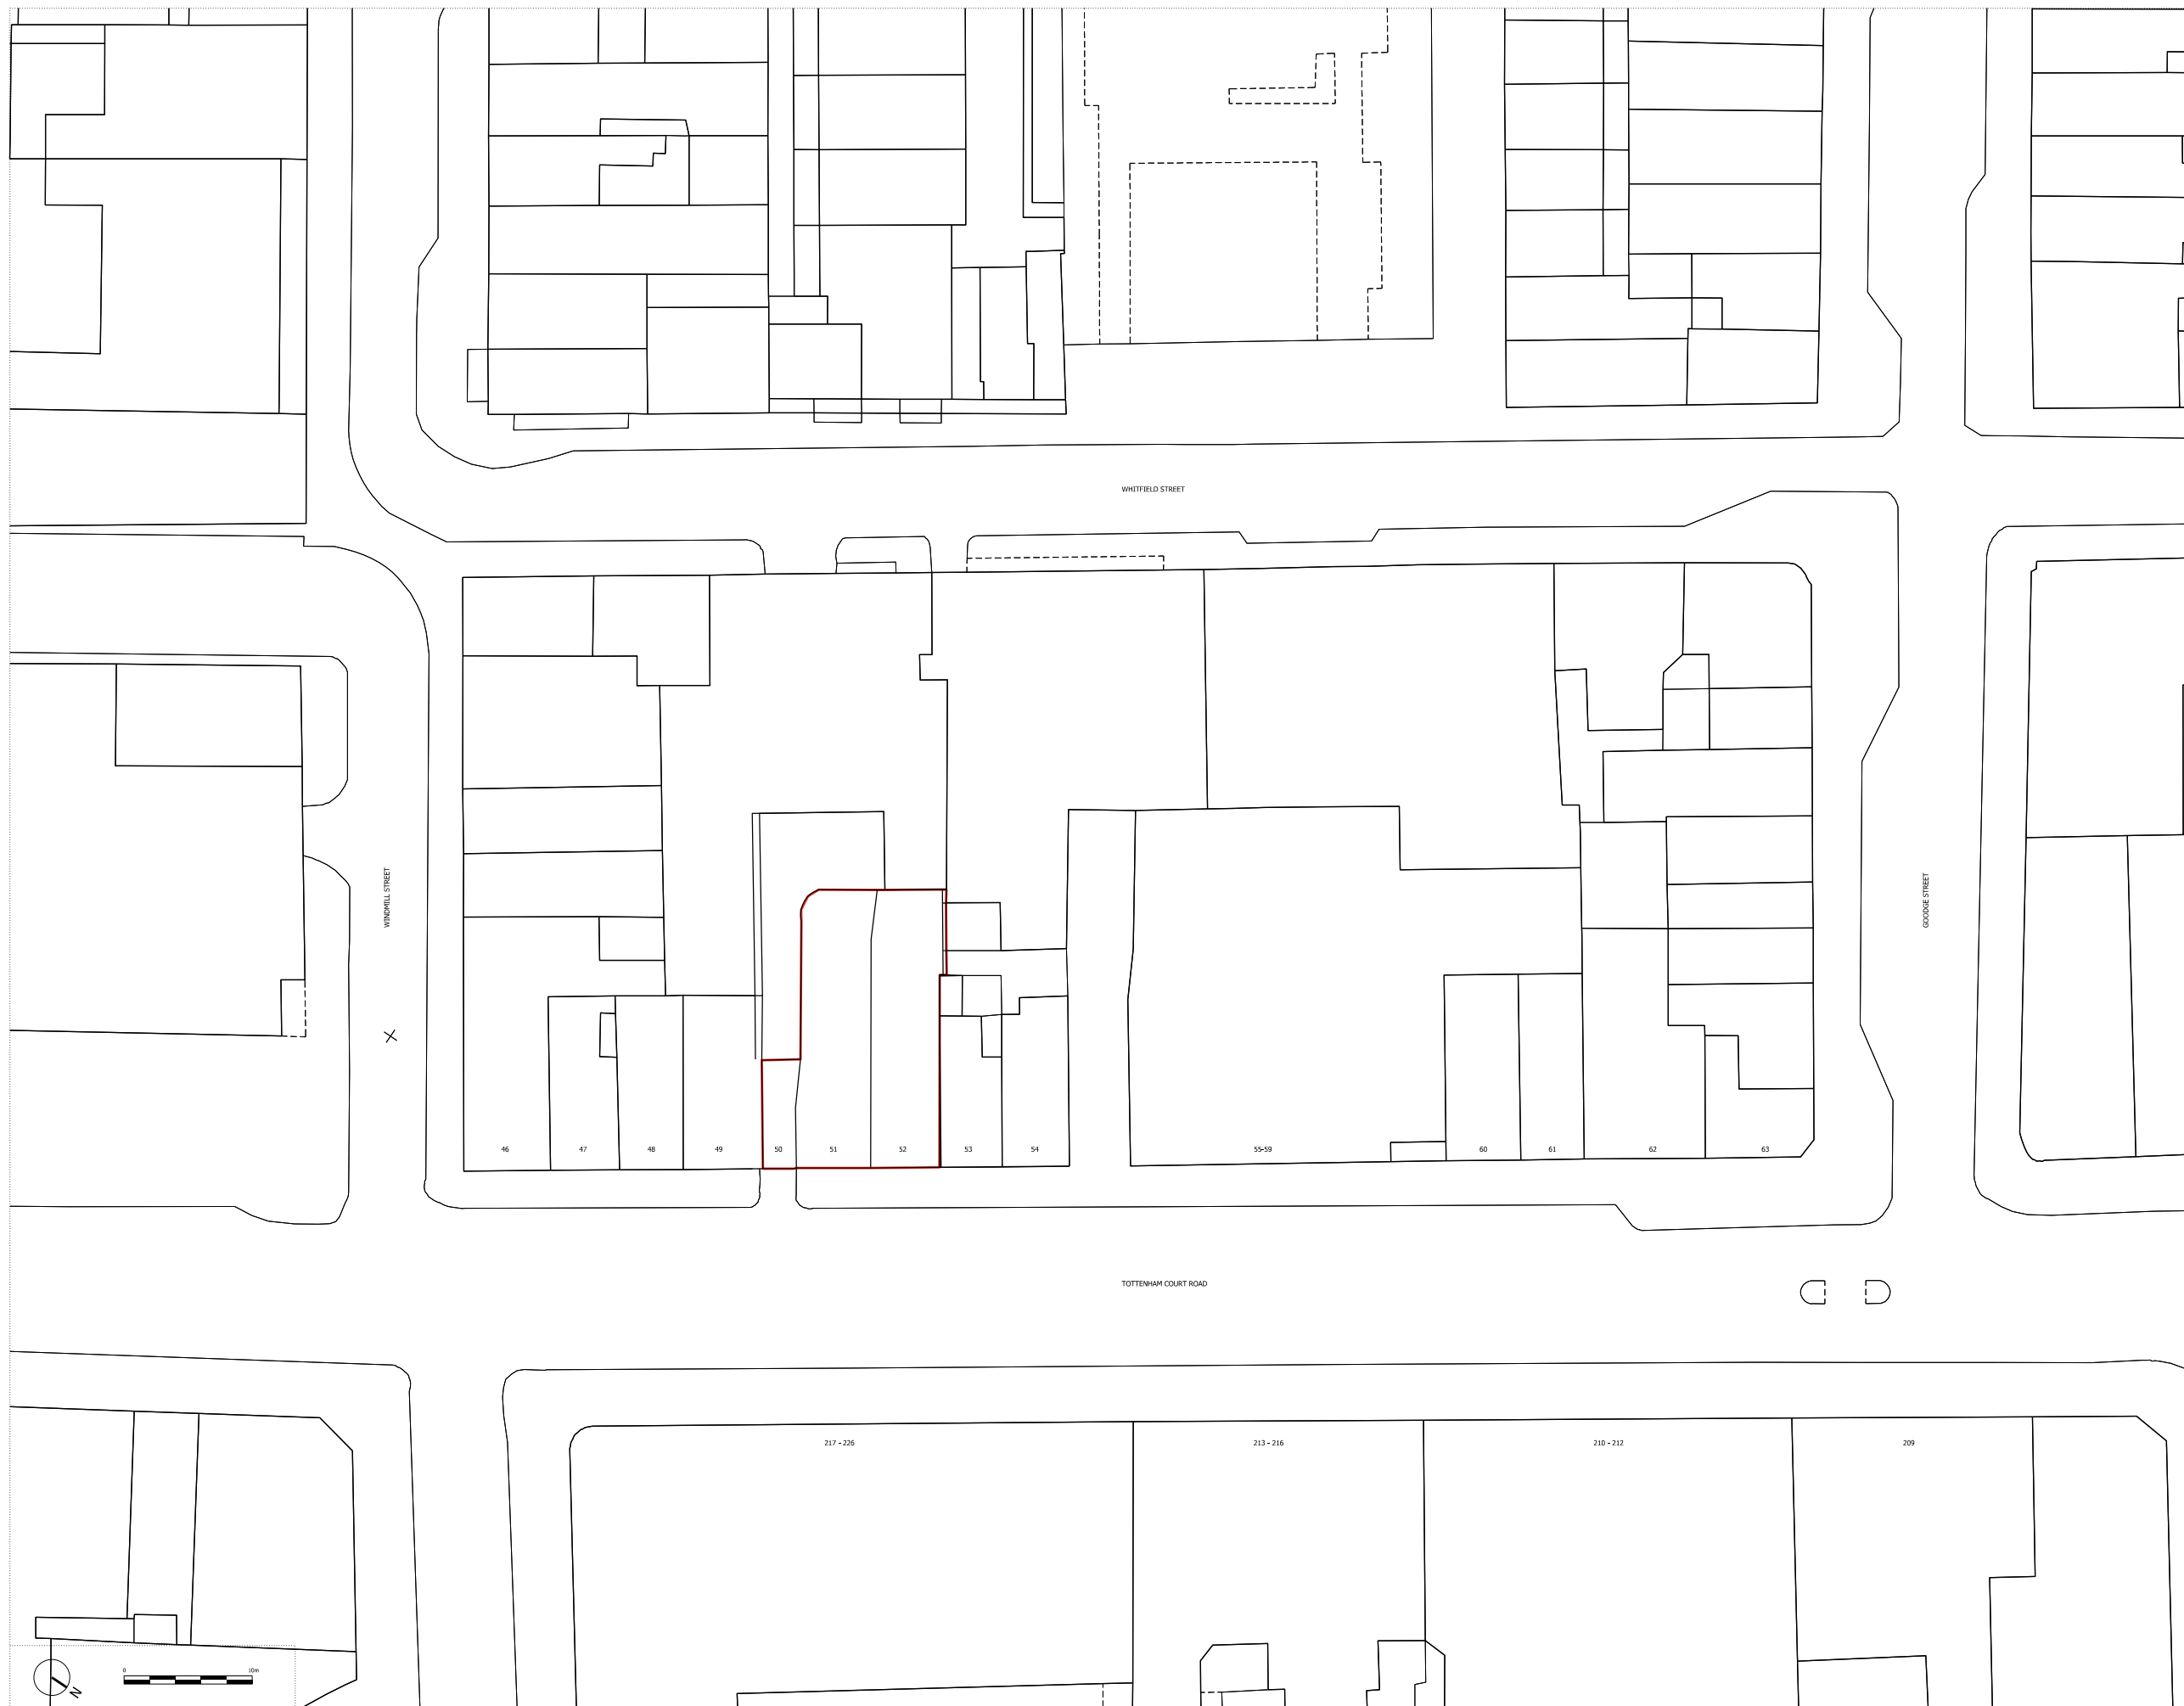 WHITFIELD STREET
WINDMILL STREET
GOODGE STREET
46 47 48 49 50 51 52 53 54 55-59 60 61 62 63
TOTTENHAM COURT ROAD
217 - 226 213 - 216 210 - 212 209
0 10m
N